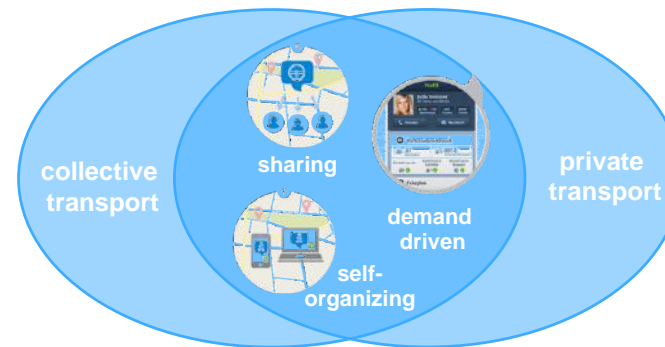 sharing
collective
transport
private
transport
demand
driven
self-
organizing